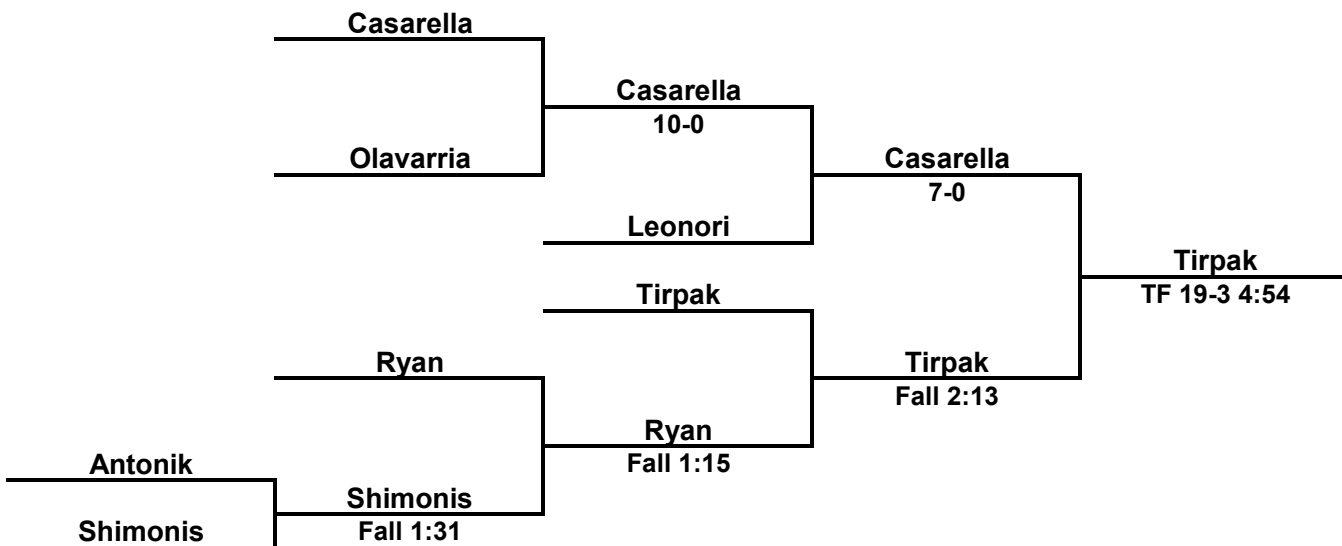 Casarella
Casarella
10-0
Olavarria
Casarella
7-0
Leonori
Tirpak
TF 19-3 4:54
Tirpak
Ryan
Tirpak
Fall 2:13
Ryan
Fall 1:15
Antonik
Shimonis
Fall 1:31
Shimonis